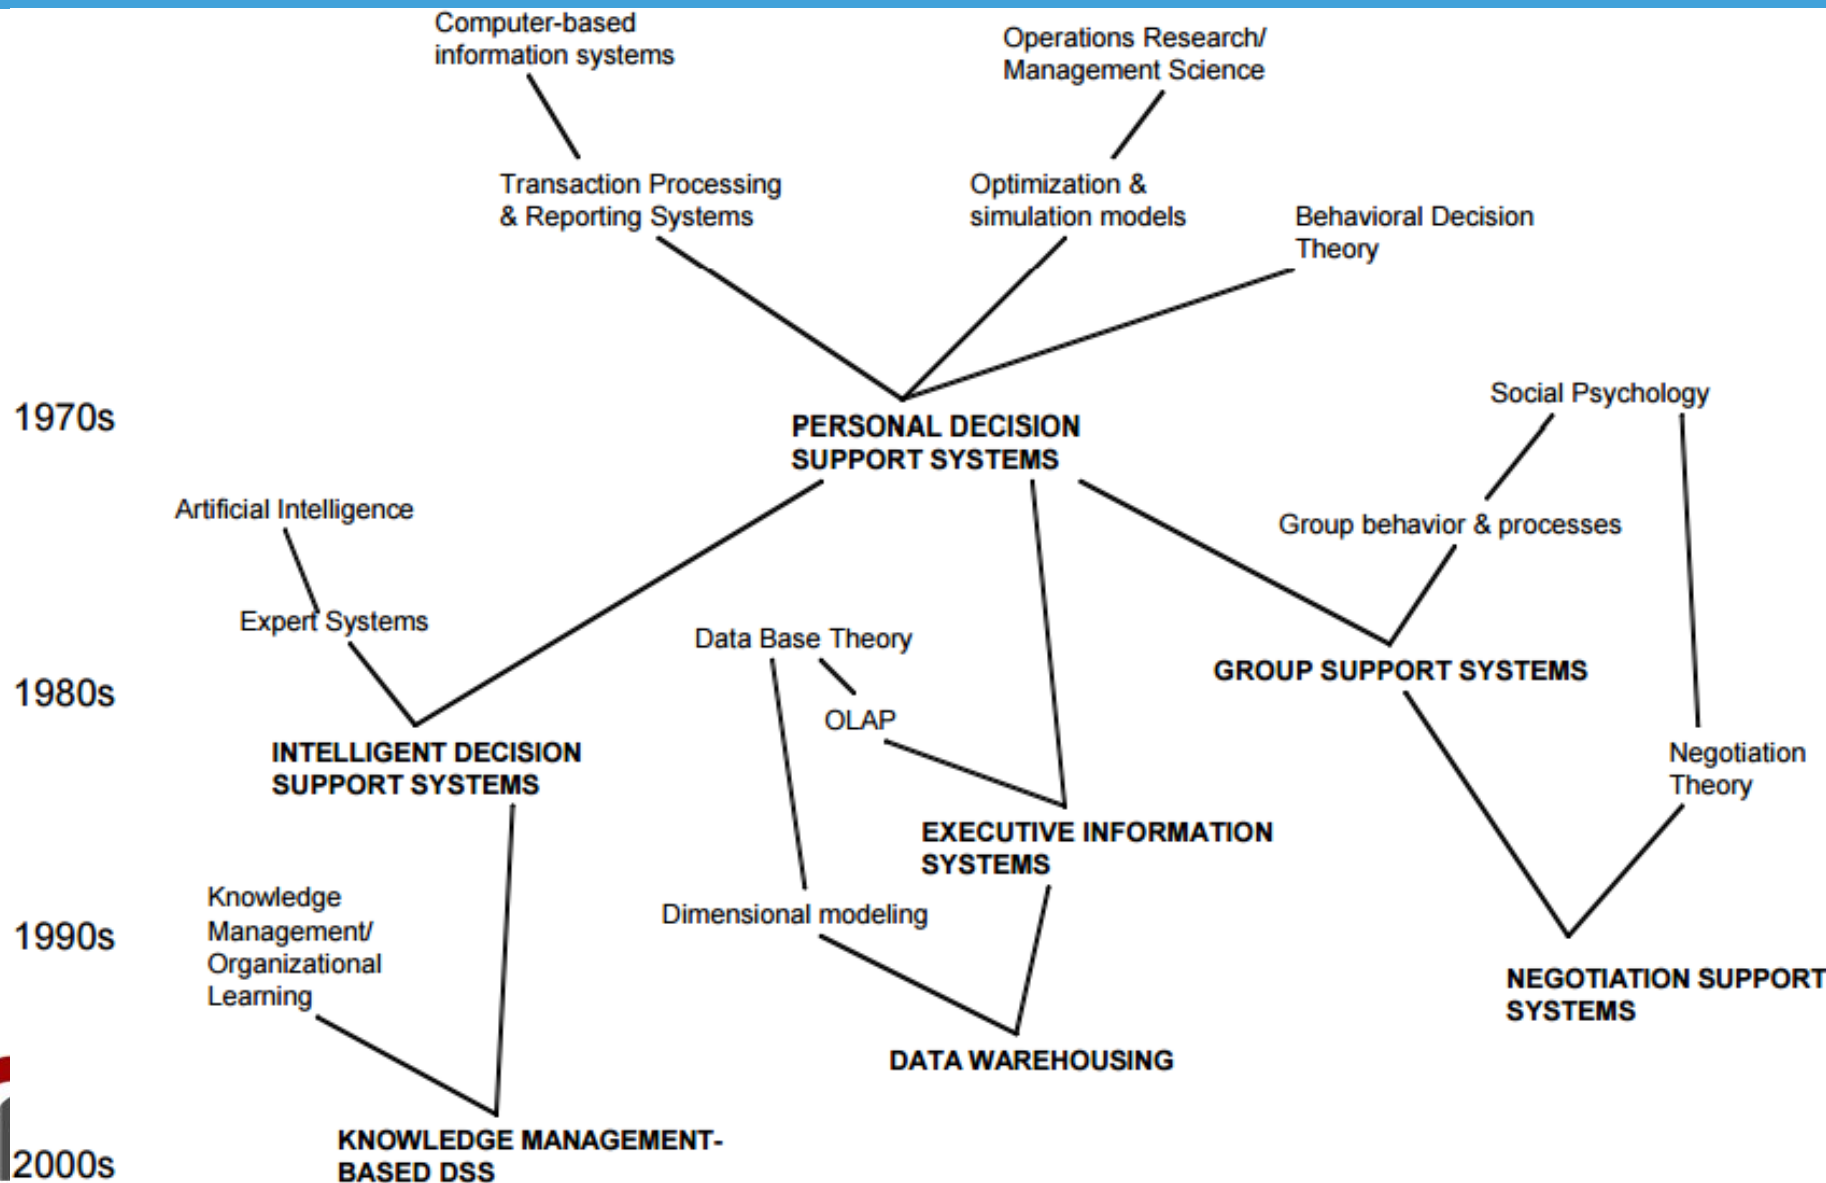 Computer-based
information systems
Operations Research/
Management Science
Transaction Processing
& Reporting Systems
Optimization &
simulation models
Behavioral Decision
Theory
1970s
PERSONAL DECISION
SUPPORT SYSTEMS
Social Psychology
Artificial Intelligence
Group behavior & processes
Expert Systems
Data Base Theory
GROUP SUPPORT SYSTEMS
1980s
OLAP
INTELLIGENT DECISION
SUPPORT SYSTEMS
Negotiation
Theory
EXECUTIVE INFORMATION
SYSTEMS
Knowledge
Management/
Organizational
Learning
Dimensional modeling
1990s
NEGOTIATION SUPPORT
SYSTEMS
DATA WAREHOUSING
KNOWLEDGE MANAGEMENT-
BASED DSS
2000s